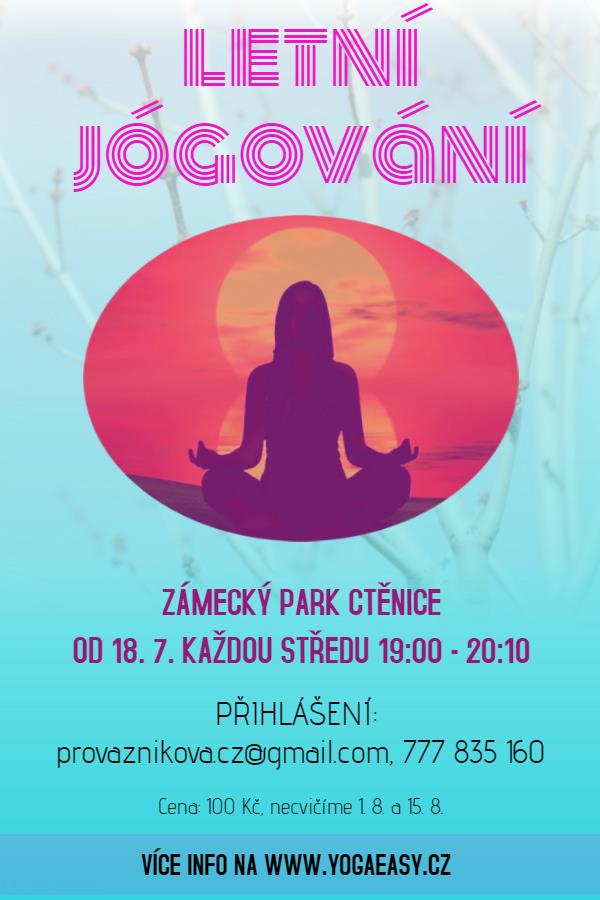 LETNÍ
JÓGOVÁNÍ
ZÁMECKÝ PARK CTĚNICE
OD 18. 7. KAŽDOU STŘEDU 19:00 - 20:10
PŘIHLÁŠENÍ:
provaznikova.cz@gmail.com, 777 835 160
Cena: 100 Kč, necvičíme 1. 8. a 15. 8.
VÍCE INFO NA WWW.YOGAEASY.CZ